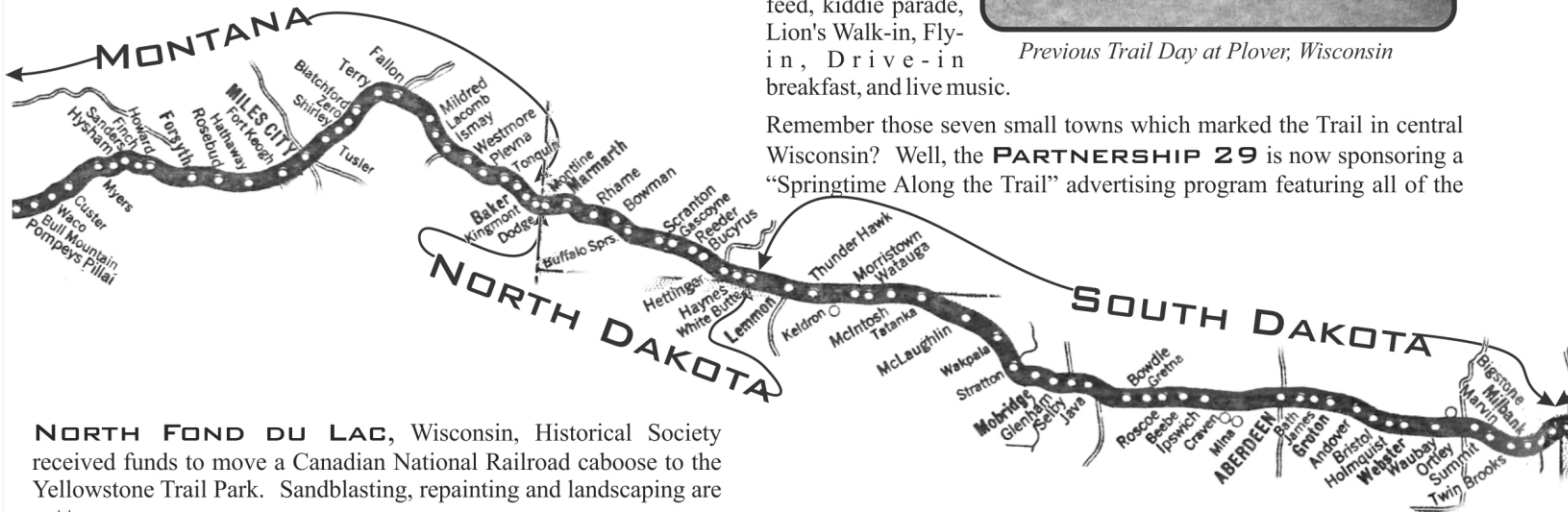 feed, kiddie parade,
Lion's Walk-in, Fly-
in, Drive-in
breakfast, and live music.
Previous Trail Day at Plover, Wisconsin
Remember those seven small towns which marked the Trail in central
Wisconsin? Well, the PARTNERSHIP 29 is now sponsoring a
“Springtime Along the Trail” advertising program featuring all of the
MONTANA
Pompeys Pillar
Bull Mountain
Waco
Custer
Myers
Hysham
Sanders
Finch
Howard
Forsyth
Rosebud
Hathaway
Fort Keogh
MILES CITY
Tusler
Shirley
Zero
Blatchford
Terry
Fallon
Mildred
Lacomb
Ismay
Westmore
Plevna
Tonquia
Baker
Kingmont
Dodge
Montline
NORTH DAKOTA
Marmarth
Rhame
Bowman
Buffalo Sprs.
Scranton
Gascoyne
Reeder
Bucyrus
Hettinger
Haynes
White Butte
SOUTH DAKOTA
Lemmon
Thunder Hawk
Keldron
Morristown
Watauga
McIntosh
Tatanka
McLaughlin
Wakpala
Stratton
Mobridge
Glenham
Selby
Java
Bowdle
Gretna
Roscoe
Beebe
Ipswich
Craven
Mina
ABERDEEN
Bath
James
Groton
Andover
Bristol
Holmquist
Webster
Waubay
Ortley
Summit
Twin Brooks
Marvin
Milbank
Bigstone
NORTH FOND DU LAC, Wisconsin, Historical Society
received funds to move a Canadian National Railroad caboose to the
Yellowstone Trail Park. Sandblasting, repainting and landscaping are